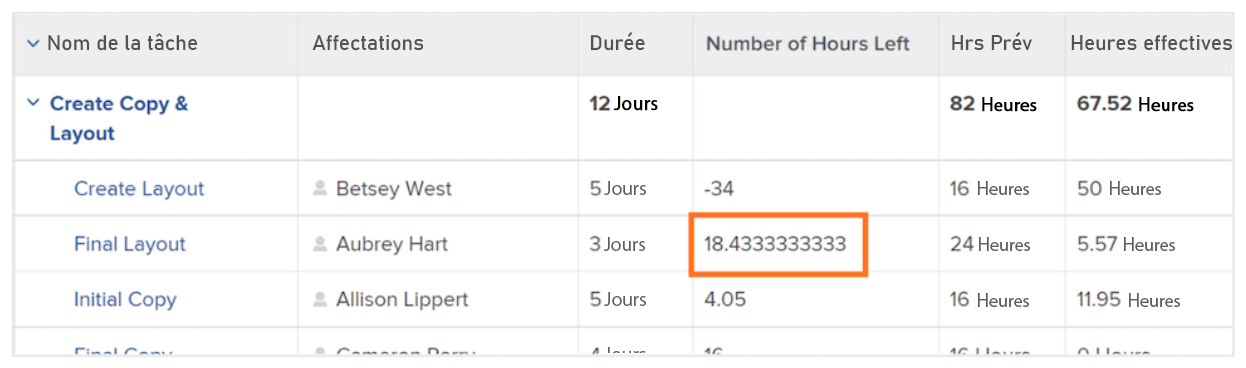 Nom de la tâche Affectations Durée Number of Hours Left Hrs Prév Heures effectives
Create Copy & 12 Jours 82 Heures 67.52 Heures
Layout
Create Layout Betsey West 5 Jours -34 16 Heures 50 Heures
Final Layout Aubrey Hart 3 Jours 18.4333333333 24 Heures 5.57 Heures
Initial Copy Allison Lippert 5 Jours 4.05 16 Heures 11.95 Heures
Final Copy Cameron 4 Jours 16 16 Heures 0 Heures